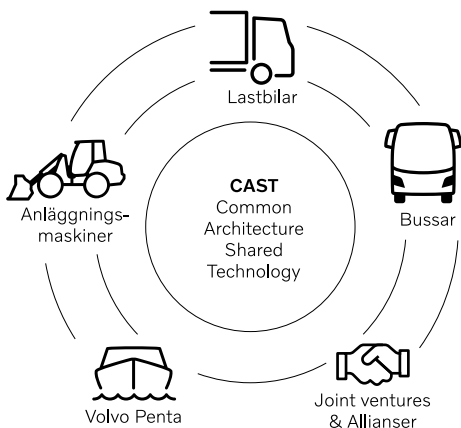 Lastbilar
CAST
Common
Architecture
Shared
Technology
Anläggnings-
maskiner
Bussar
Volvo Penta
Joint ventures
& Allianser